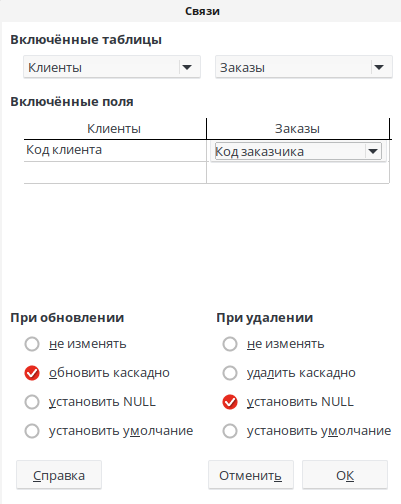 Связи
Включённые таблицы
Клиенты Заказы
Включённые поля
Клиенты Заказы
Код клиента Код заказчика
При обновлении При удалении
не изменять не изменять
обновить каскадно удалить каскадно
установить NULL установить NULL
установить умолчание установить умолчание
Справка Отменить ОК